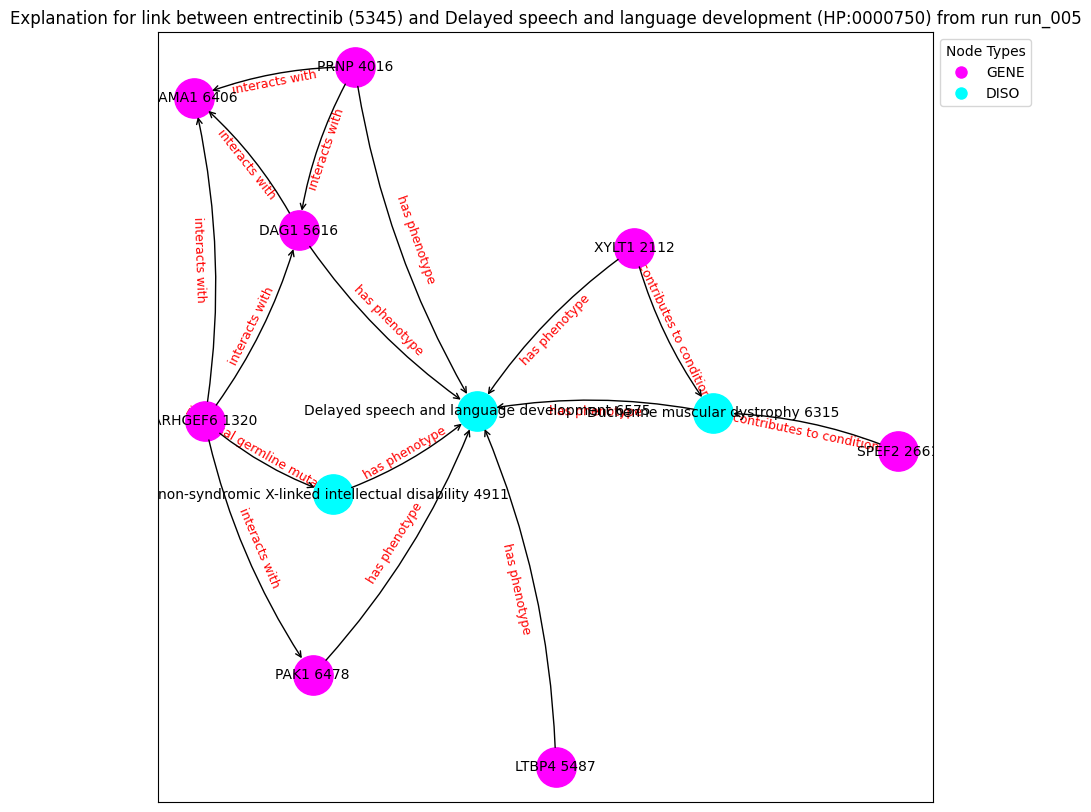 Explanation for link between entrectinib (5345) and Delayed speech and language development (HP:0000750) from run run_005
Node Types
GENE
DISO
PRNP 4016
AMA1 6406
interacts with
interacts with
interacts with
DAG1 5616
has phenotype
XYLT1 2112
interacts with
contributes to condition
interacts with
has phenotype
has phenotype
Delayed speech and language development 6575
has phenotype
Duchenne muscular dystrophy 6315
ARHGEF6 1320
contributes to condition
SPEF2 2661
al germline muta
has phenotype
non-syndromic X-linked intellectual disability 4911
interacts with
has phenotype
has phenotype
PAK1 6478
LTBP4 5487